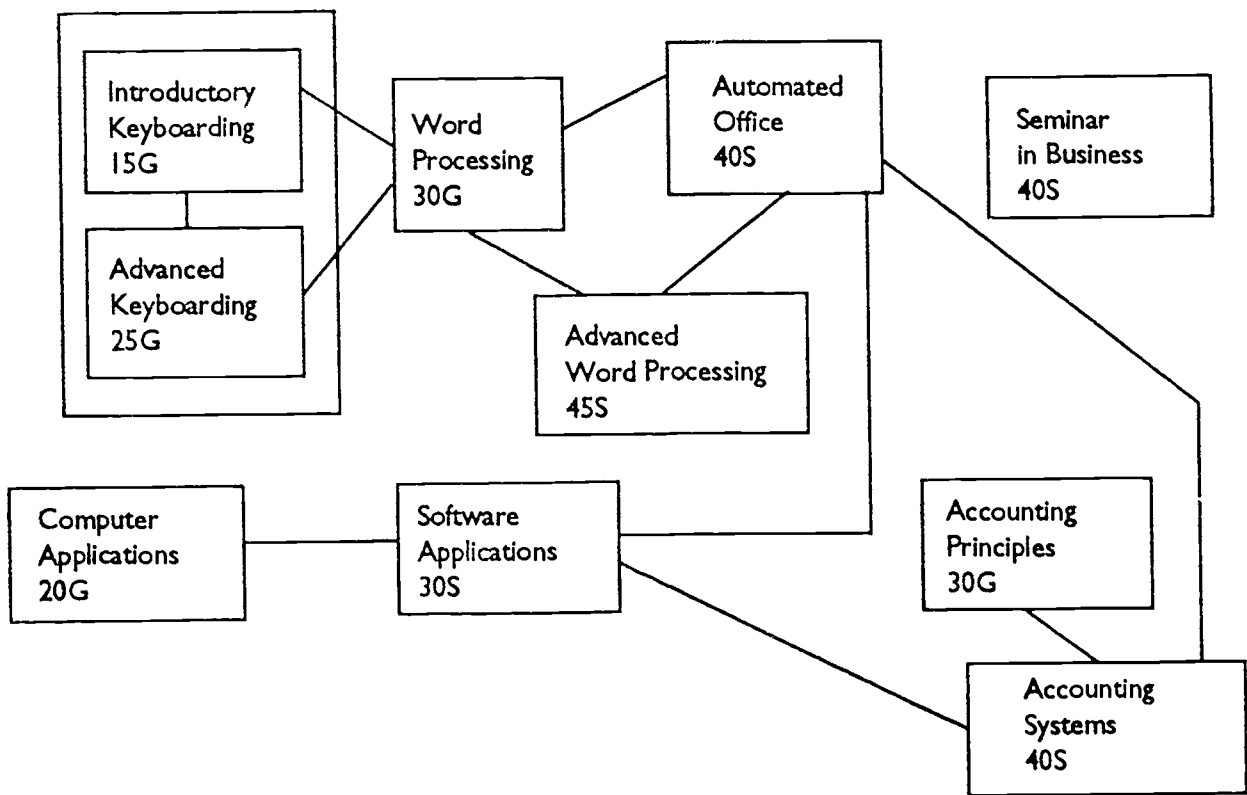 Introductory
Keyboarding
15G
Advanced
Keyboarding
25G
Word
Processing
30G
Automated
Office
40S
Seminar
in Business
40S
Advanced
Word Processing
45S
Computer
Applications
20G
Software
Applications
30S
Accounting
Principles
30G
Accounting
Systems
40S